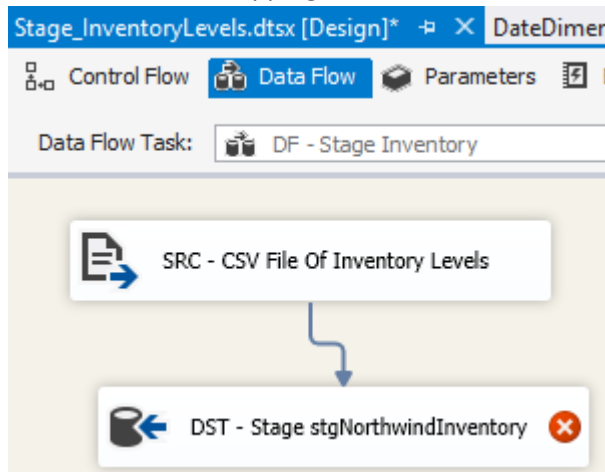 Stage_InventoryLevels.dtsx [Design]* DateDimer
Control Flow Data Flow Parameters
Data Flow Task: DF - Stage Inventory
SRC - CSV File Of Inventory Levels
DST - Stage stgNorthwindInventory